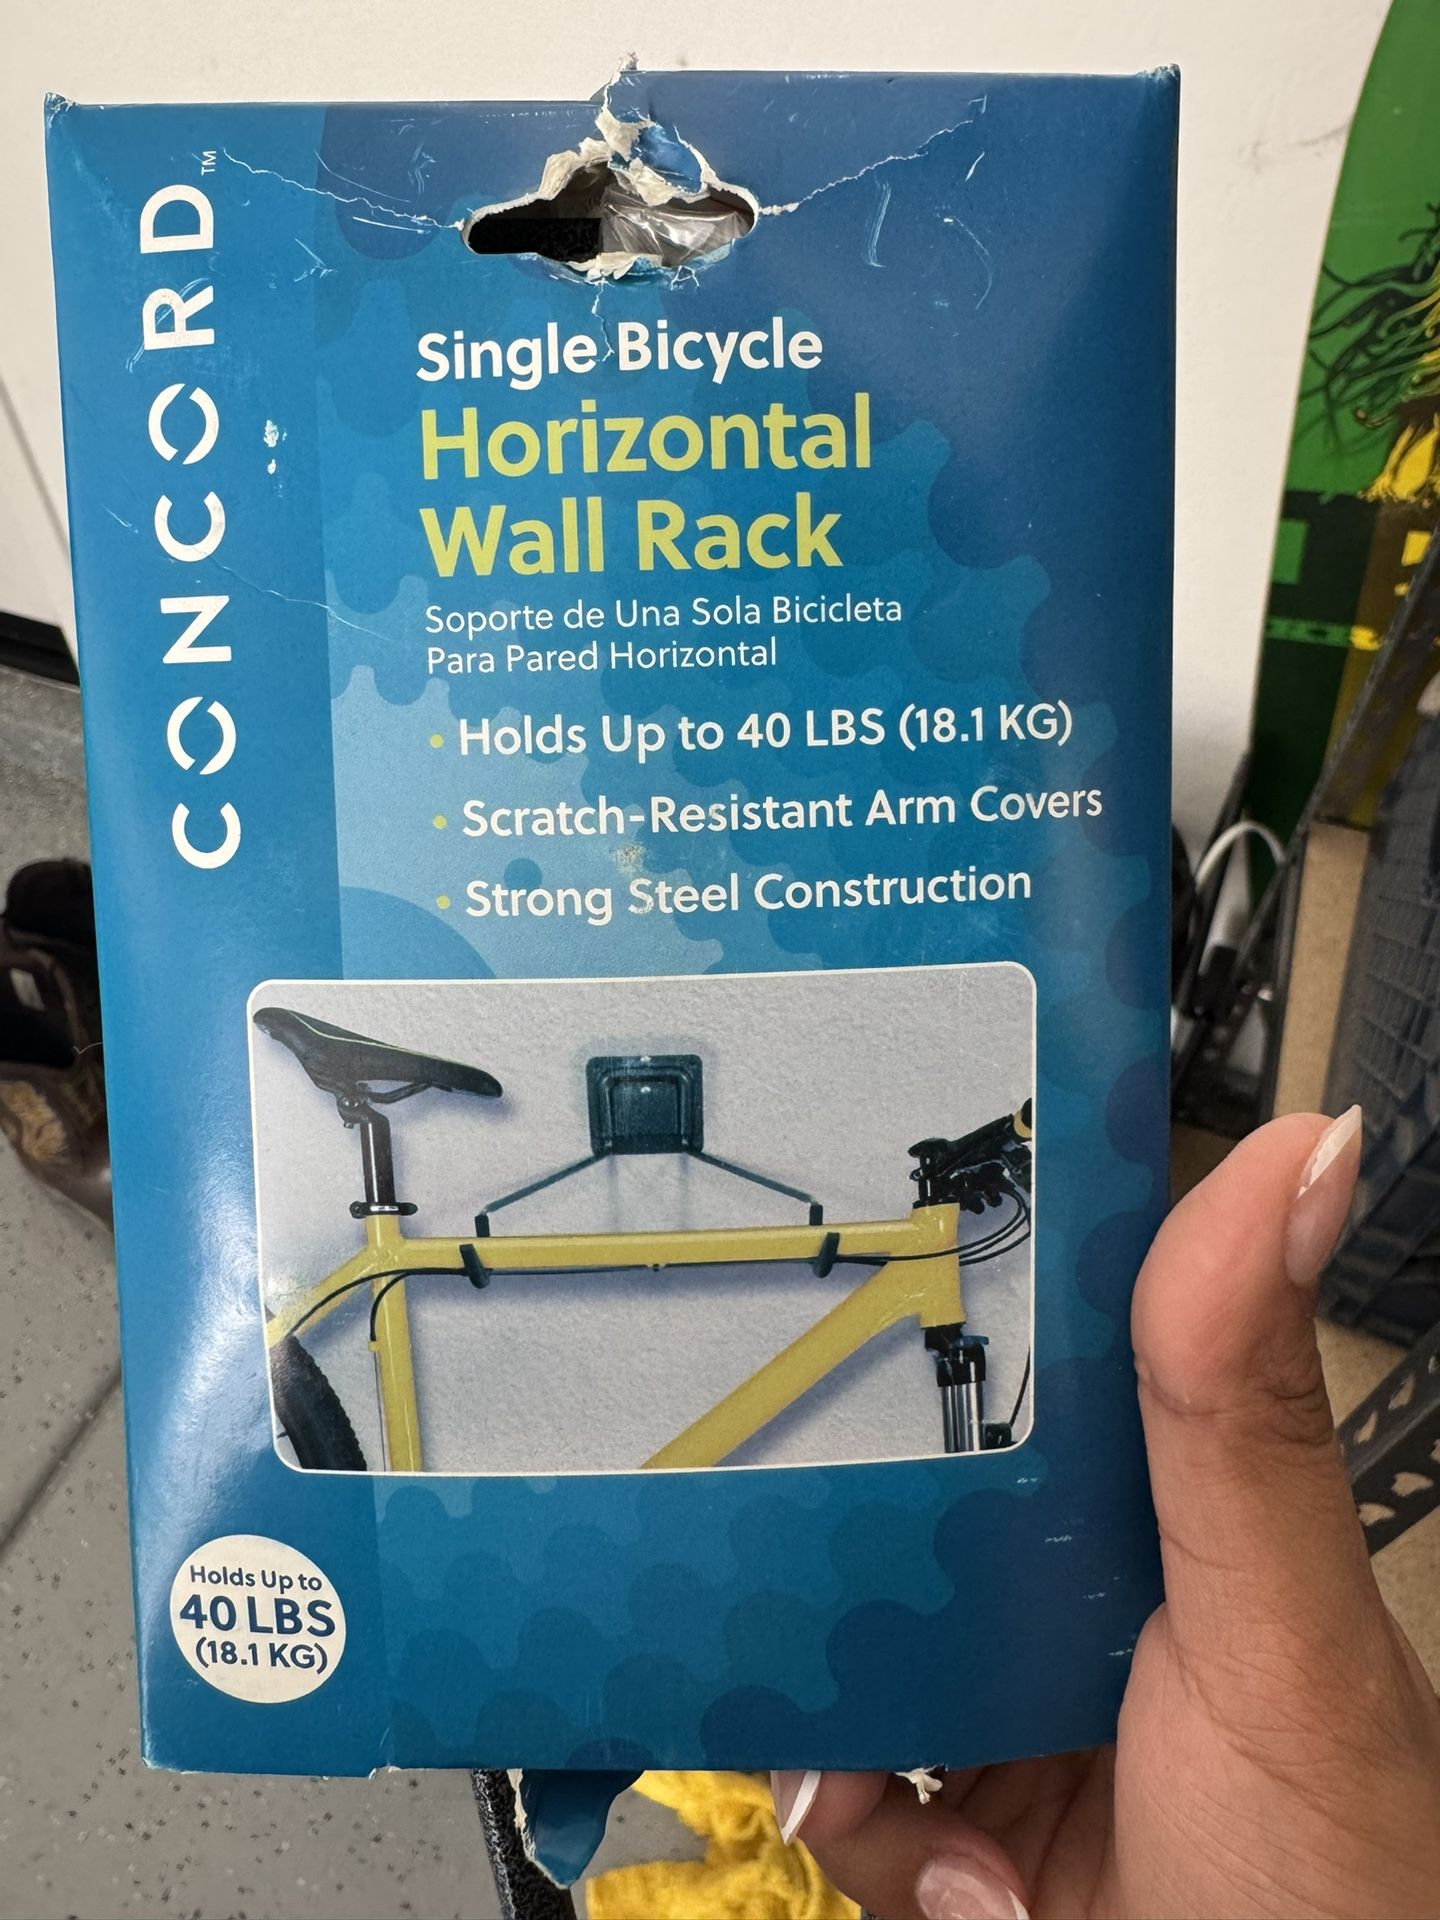 CONCORD™
Single Bicycle
Horizontal
Wall Rack
Soporte de Una Sola Bicicleta
Para Pared Horizontal
• Holds Up to 40 LBS (18.1 KG)
• Scratch-Resistant Arm Covers
• Strong Steel Construction
Holds Up to
40 LBS
(18.1 KG)